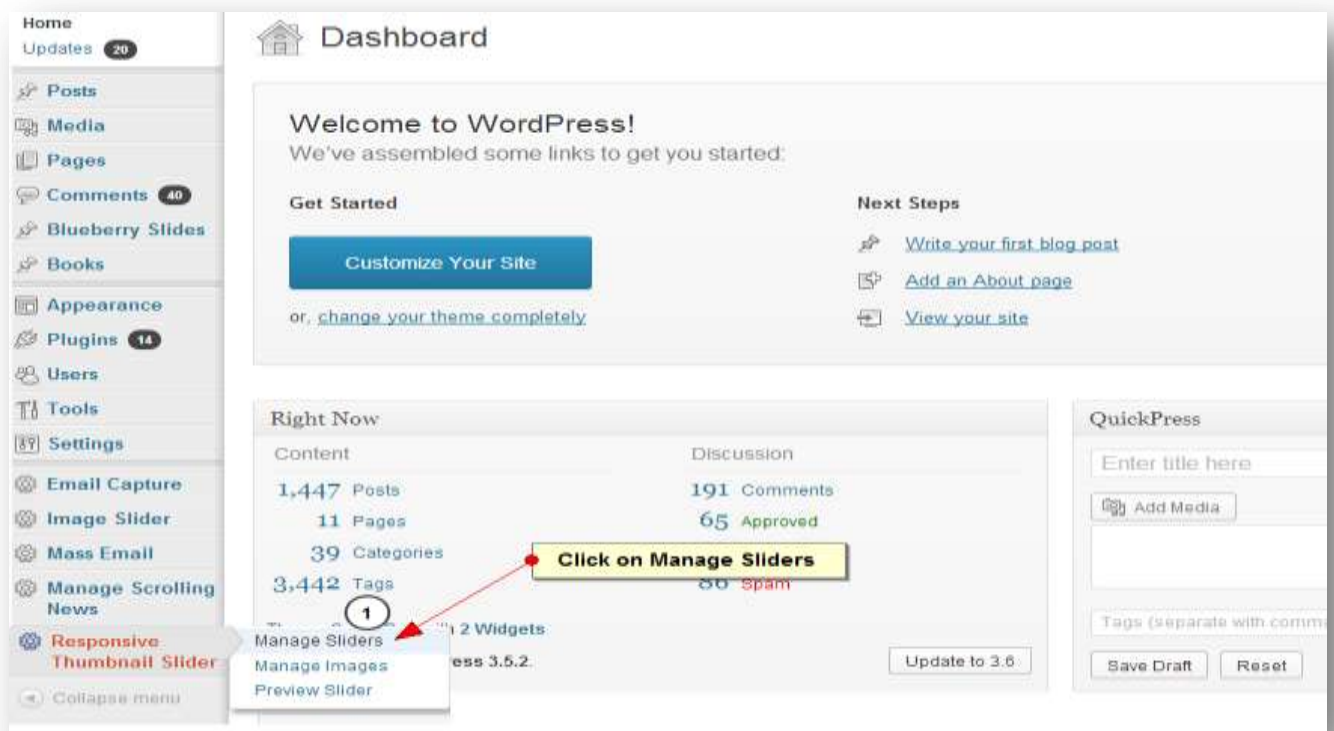 Home
Updates 20
Posts
Media
Pages
Comments 40
Blueberry Slides
Books
Appearance
Plugins 14
Users
Tools
Settings
Email Capture
Image Slider
Mass Email
Manage Scrolling
News
Responsive
Thumbnail Slider
Collapse menu
Manage Sliders
Manage Images
Preview Slider
Dashboard
Welcome to WordPress!
We've assembled some links to get you started:
Get Started
Customize Your Site
or, change your theme completely
Next Steps
Write your first blog post
Add an About page
View your site
Right Now
Content
1,447 Posts
11 Pages
39 Categories
3,442 Tags
Discussion
191 Comments
65 Approved
Click on Manage Sliders
86 Spam
1
2 Widgets
ress 3.5.2.
Update to 3.6
QuickPress
Enter title here
Add Media
Tags (separate with comm
Save Draft
Reset